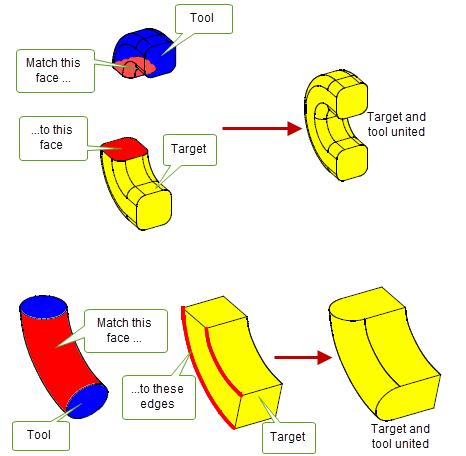 Tool
Match this
face ...
...to this
face
Target
Target and
tool united
Match this
face ...
...to these
edges
Tool
Target
Target and
tool united